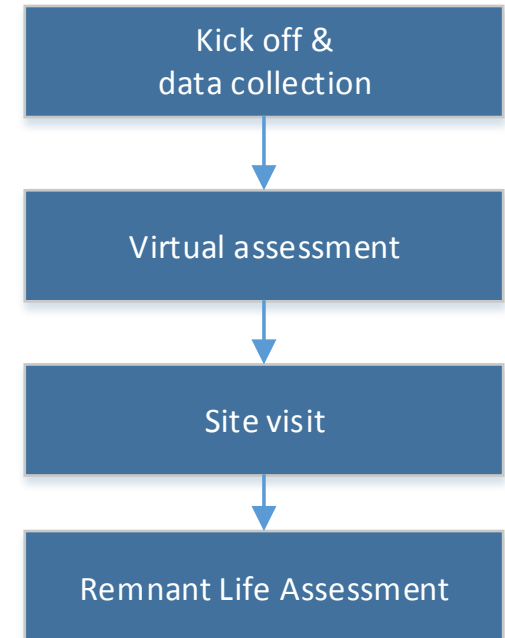 Kick off &
data collection
Virtual assessment
Site visit
Remnant Life Assessment